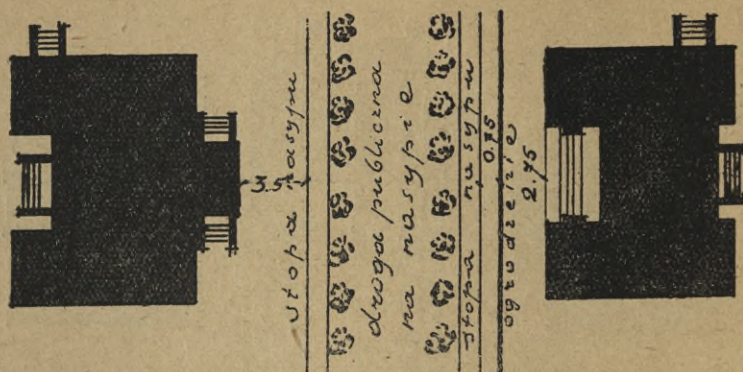 3.5
stopa nasypu
droga publiczna
na nasypie
stopa nasypu
0.75
ogrodzenie
2.75